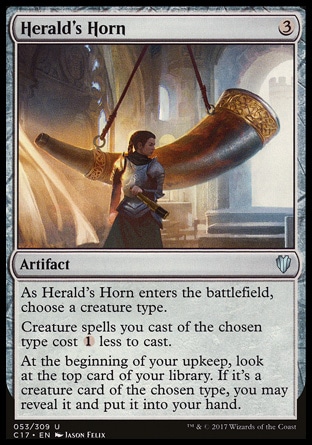 Herald's Horn 3
Artifact
As Herald's Horn enters the battlefield,
choose a creature type.
Creature spells you cast of the chosen
type cost 1 less to cast.
At the beginning of your upkeep, look
at the top card of your library. If it's a
creature card of the chosen type, you may
reveal it and put it into your hand.
053/309 U
C17 • EN Jason Felix
™ & © 2017 Wizards of the Coast